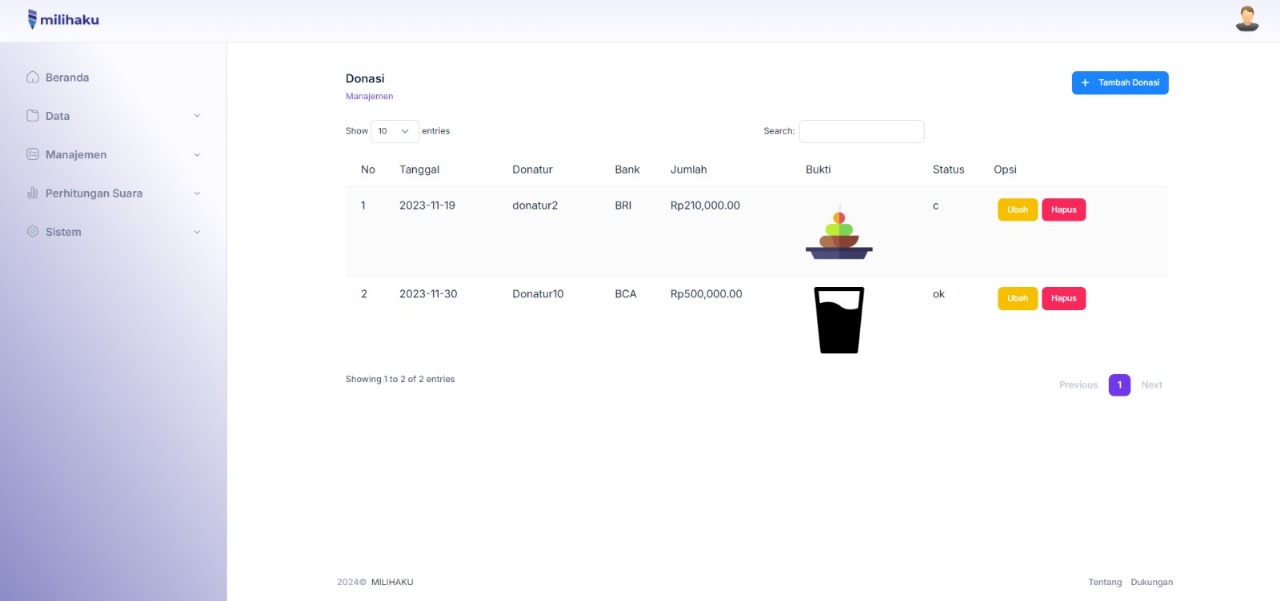 milihaku
Beranda
Data
Manajemen
Perhitungan Suara
Sistem
Donasi
Manajemen
+ Tambah Donasi
Show 10 entries
Search:
No Tanggal Donatur Bank Jumlah Bukti Status Opsi
1 2023-11-19 donatur2 BRI Rp210,000.00 c Ubah Hapus
2 2023-11-30 Donatur10 BCA Rp500,000.00 ok Ubah Hapus
Showing 1 to 2 of 2 entries
Previous 1 Next
2024© MILIHAKU
Tentang Dukungan